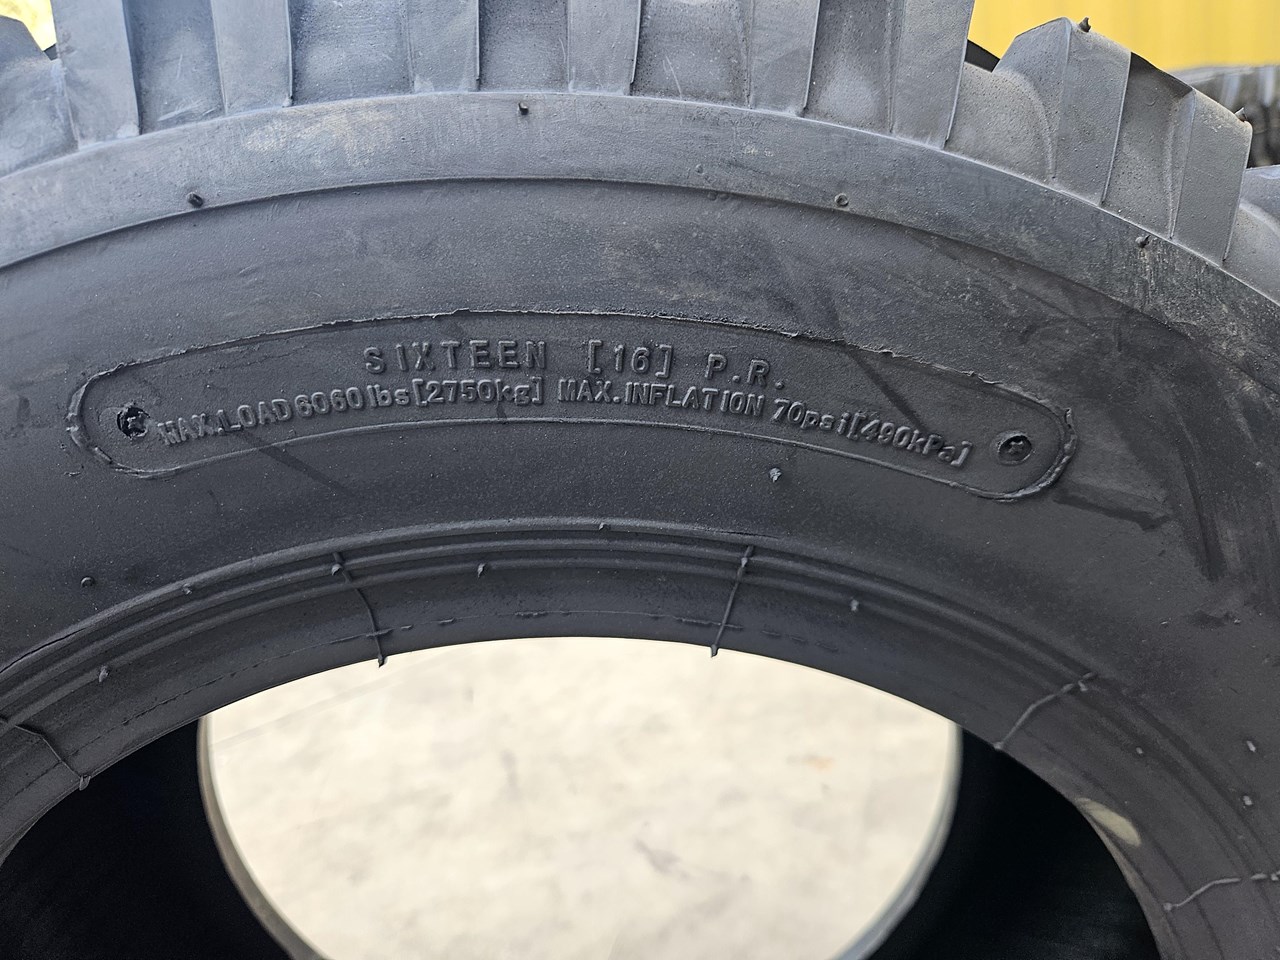 SIXTEEN [16] P.R.
MAX.LOAD 6060 lbs [2750kg] MAX.INFLATION 70psi [490kPa]